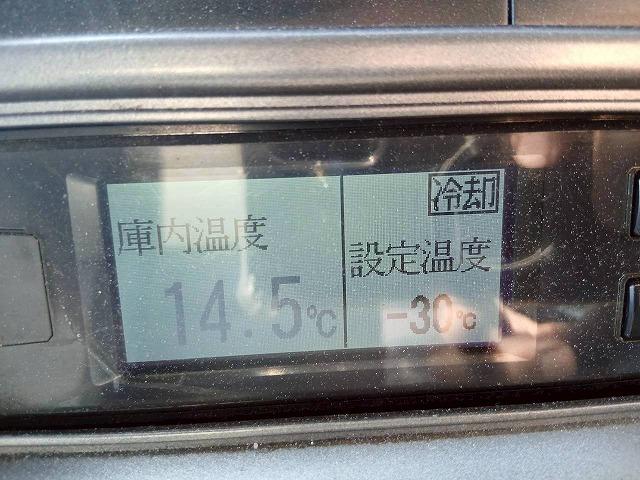 庫内温度
14.5℃
冷却
設定温度
-30℃